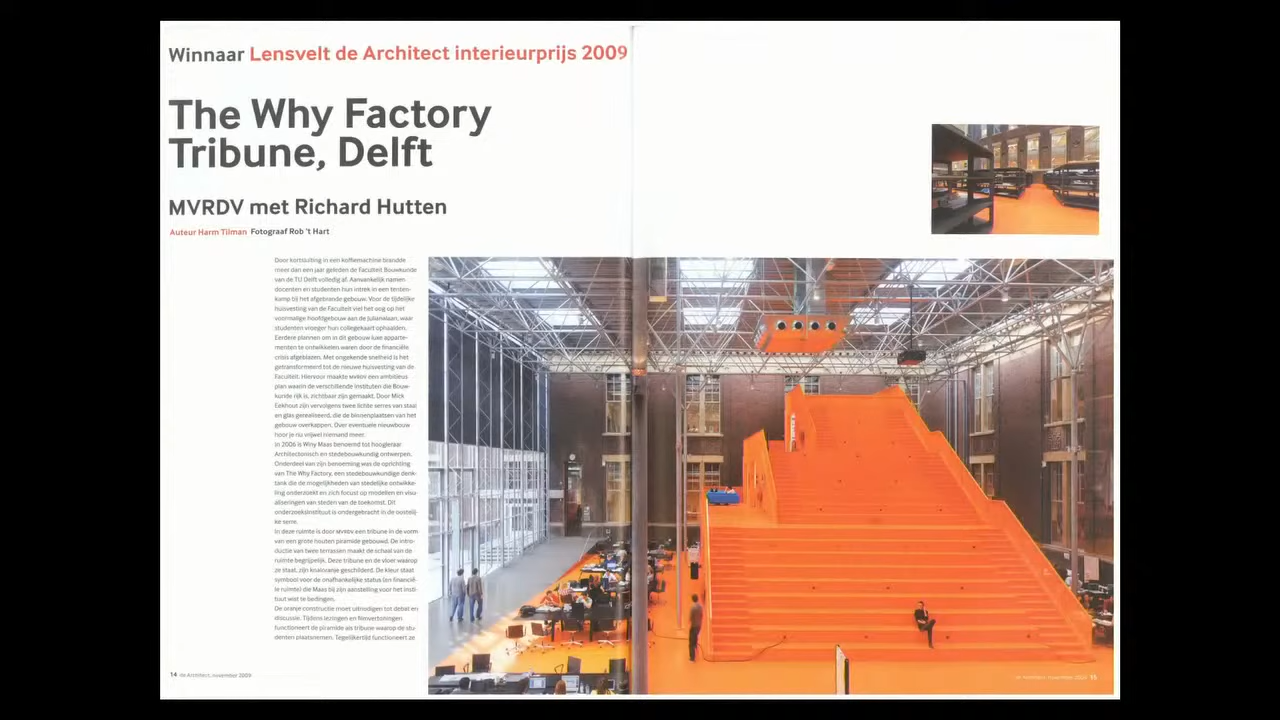 Winnaar Lensvelt de Architect interieurprijs 2009
The Why Factory
Tribune, Delft
MVRDV met Richard Hutten
Auteur Harm Tilman Fotograaf Rob 't Hart
Door kortsluiting in een koffiemachine brandde
meer dan een jaar geleden de Faculteit Bouwkunde
van de TU Delft volledig af. Aanvankelijk namen
docenten en studenten hun intrek in een tenten-
kamp bij het afgebrande gebouw. Voor de tijdelijke
huisvesting van de Faculteit viel het oog op het
voormalige hoofdgebouw aan de Julianalaan, waar
studenten vroeger hun collegekaart ophaalden.
Eerdere plannen om in dit gebouw luxe apparte-
menten te ontwikkelen waren door de financiële
crisis afgeblazen. Met ongekende snelheid is het
getransformeerd tot de nieuwe huisvesting van de
Faculteit. Hiervoor maakte MVRDV een ambitieus
plan waarin de verschillende instituten die Bouw-
kunde rijk is, zichtbaar zijn gemaakt. Door Mick
Eekhout zijn vervolgens twee lichte serres van staal
en glas gerealiseerd, die de binnenplaatsen van het
gebouw overkappen. Over eventuele nieuwbouw
hoor je nu vrijwel niemand meer.
In 2006 is Winy Maas benoemd tot hoogleraar
Architectonisch en stedebouwkundig ontwerpen.
Onderdeel van zijn benoeming was de oprichting
van The Why Factory, een stedebouwkundige denk-
tank die de mogelijkheden van stedelijke ontwikke-
ling onderzoekt en zich focust op modellen en visu-
aliseringen van steden van de toekomst. Dit
onderzoeksinstituut is ondergebracht in de oostelij-
ke serre.
In deze ruimte is door MVRDV een tribune in de vorm
van een grote houten piramide gebouwd. De intro-
ductie van twee terrassen maakt de schaal van de
ruimte begrijpelijk. Deze tribune en de vloer waarop
ze staat, zijn knaloranje geschilderd. De kleur staat
symbool voor de onafhankelijke status (en financië-
le ruimte) die Maas bij zijn aanstelling voor het insti-
tuut wist te bedingen.
De oranje constructie moet uitnodigen tot debat en
discussie. Tijdens lezingen en filmvertoningen
functioneert de piramide als tribune waarop de stu-
denten plaatsnemen. Tegelijkertijd functioneert ze
14 de Architect, november 2009
de Architect, november 2009 15